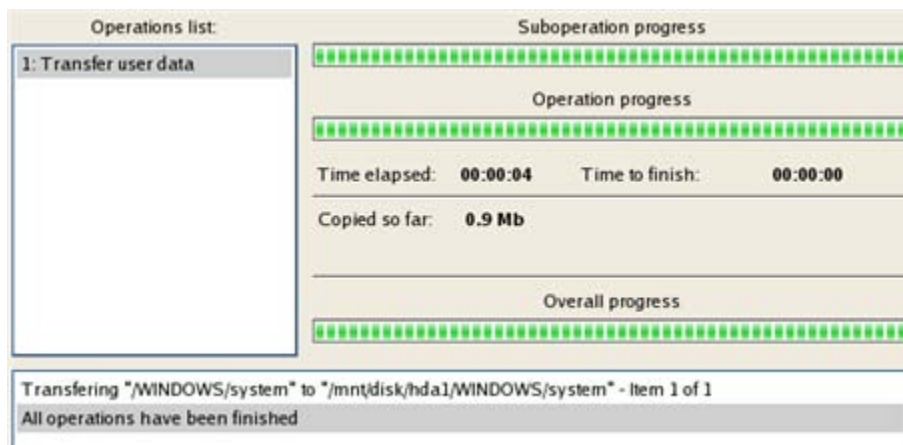 Operations list:
1: Transfer user data
Suboperation progress
Operation progress
Time elapsed: 00:00:04 Time to finish: 00:00:00
Copied so far: 0.9 Mb
Overall progress
Transfering "/WINDOWS/system" to "/mnt/disk/hda1/WINDOWS/system" - Item 1 of 1
All operations have been finished